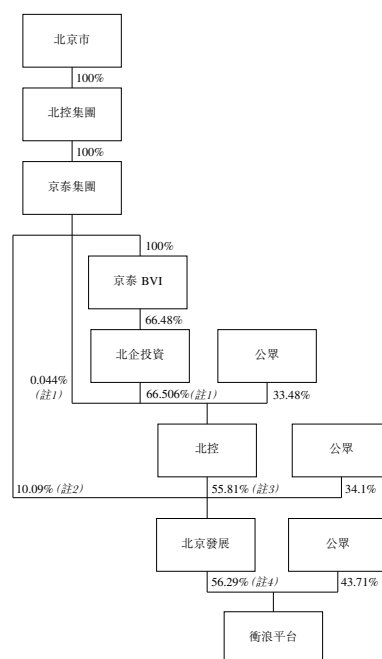 北京市
100%
北控集團
100%
京泰集團
100%
京泰 BVI
66.48%
北企投資
公眾
0.044%
(註1)
66.506% (註1)
33.48%
北控
公眾
10.09% (註2)
55.81% (註3)
34.1%
北京發展
公眾
56.29% (註4)
43.71%
衝浪平台